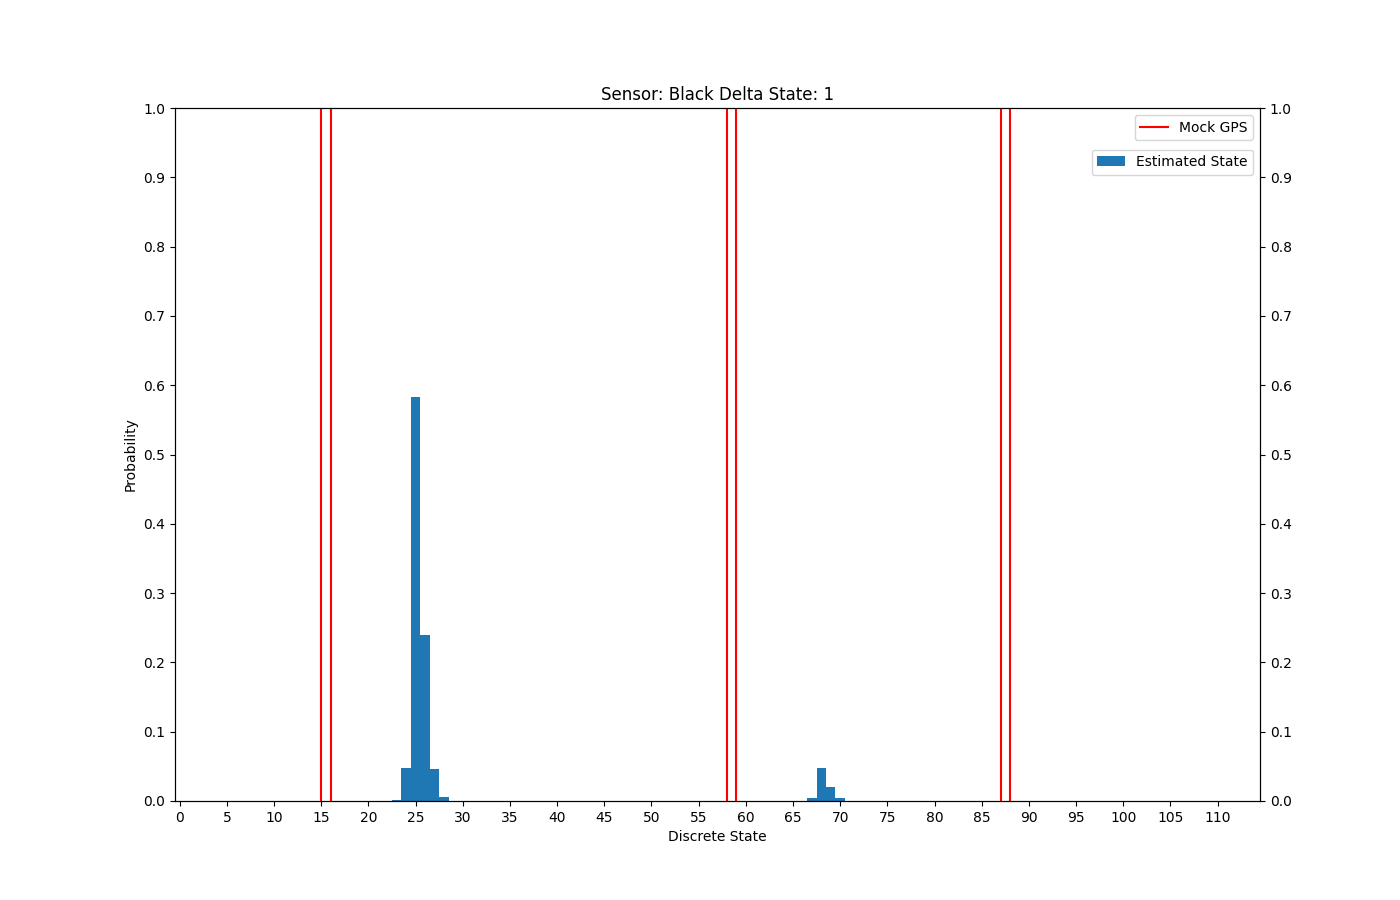 Sensor: Black Delta State: 1
1.0 1.0
Mock GPS
Estimated State
0.9 0.9
0.8 0.8
0.7 0.7
0.6 0.6
0.5 0.5
Probability
0.4 0.4
0.3 0.3
0.2 0.2
0.1 0.1
0.0 0.0
0 5 10 15 20 25 30 35 40 45 50 55 60 65 70 75 80 85 90 95 100 105 110
Discrete State